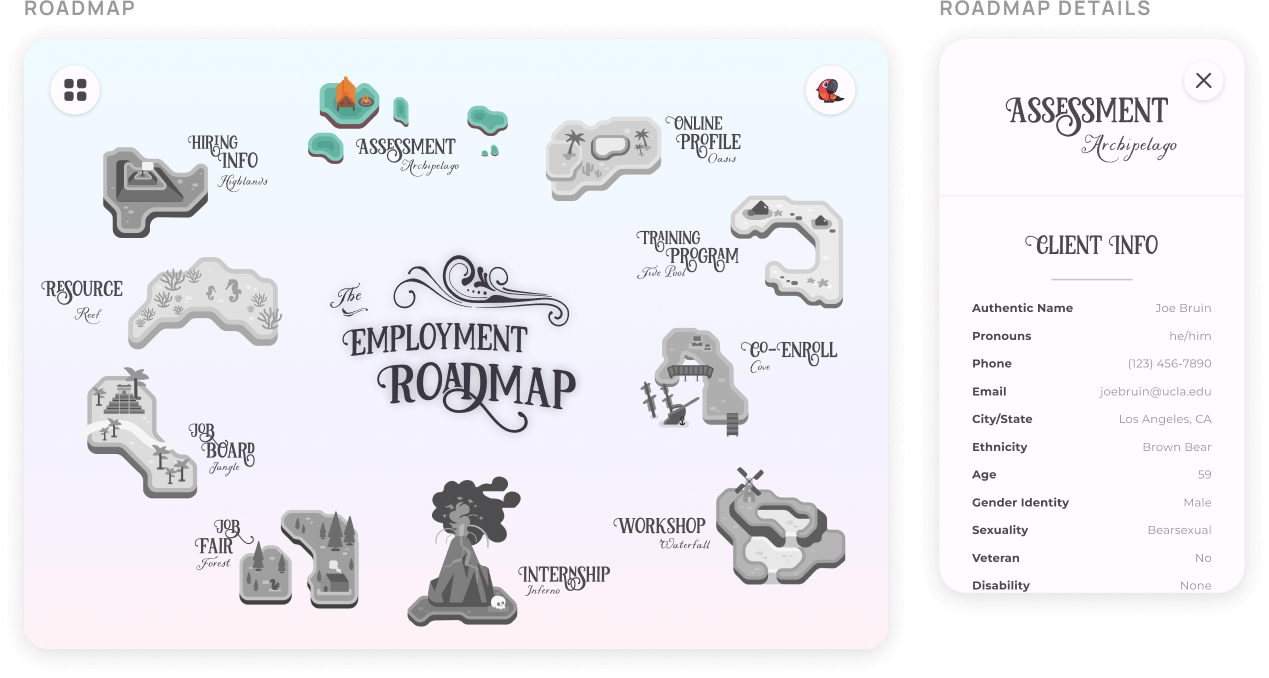 ROADMAP
ROADMAP DETAILS
HIRING
INFO
Highlands
ASSESSMENT
Archipelago
ONLINE
PROFILE
Oasis
TRAINING
PROGRAM
Tide Pool
RESOURCE
Reef
The
EMPLOYMENT
ROADMAP
CO-ENROLL
Cove
JOB
BOARD
Jungle
JOB
FAIR
Forest
INTERNSHIP
Inferno
WORKSHOP
Waterfall
ASSESSMENT
Archipelago
CLIENT INFO
Authentic Name Joe Bruin
Pronouns he/him
Phone (123) 456-7890
Email joebruin@ucla.edu
City/State Los Angeles, CA
Ethnicity Brown Bear
Age 59
Gender Identity Male
Sexuality Bearsexual
Veteran No
Disability None